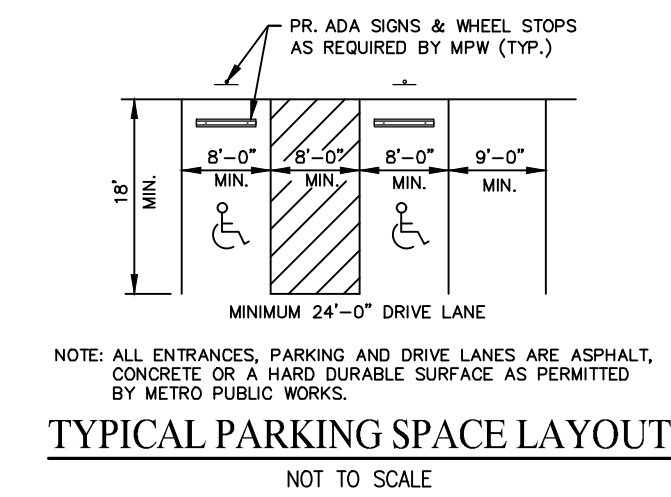 PR. ADA SIGNS & WHEEL STOPS
AS REQUIRED BY MPW (TYP.)
8'-0" 8'-0" 8'-0" 9'-0"
MIN. MIN. MIN. MIN.
18'
MIN.
MINIMUM 24'-0" DRIVE LANE
NOTE: ALL ENTRANCES, PARKING AND DRIVE LANES ARE ASPHALT,
CONCRETE OR A HARD DURABLE SURFACE AS PERMITTED
BY METRO PUBLIC WORKS.
TYPICAL PARKING SPACE LAYOUT
NOT TO SCALE